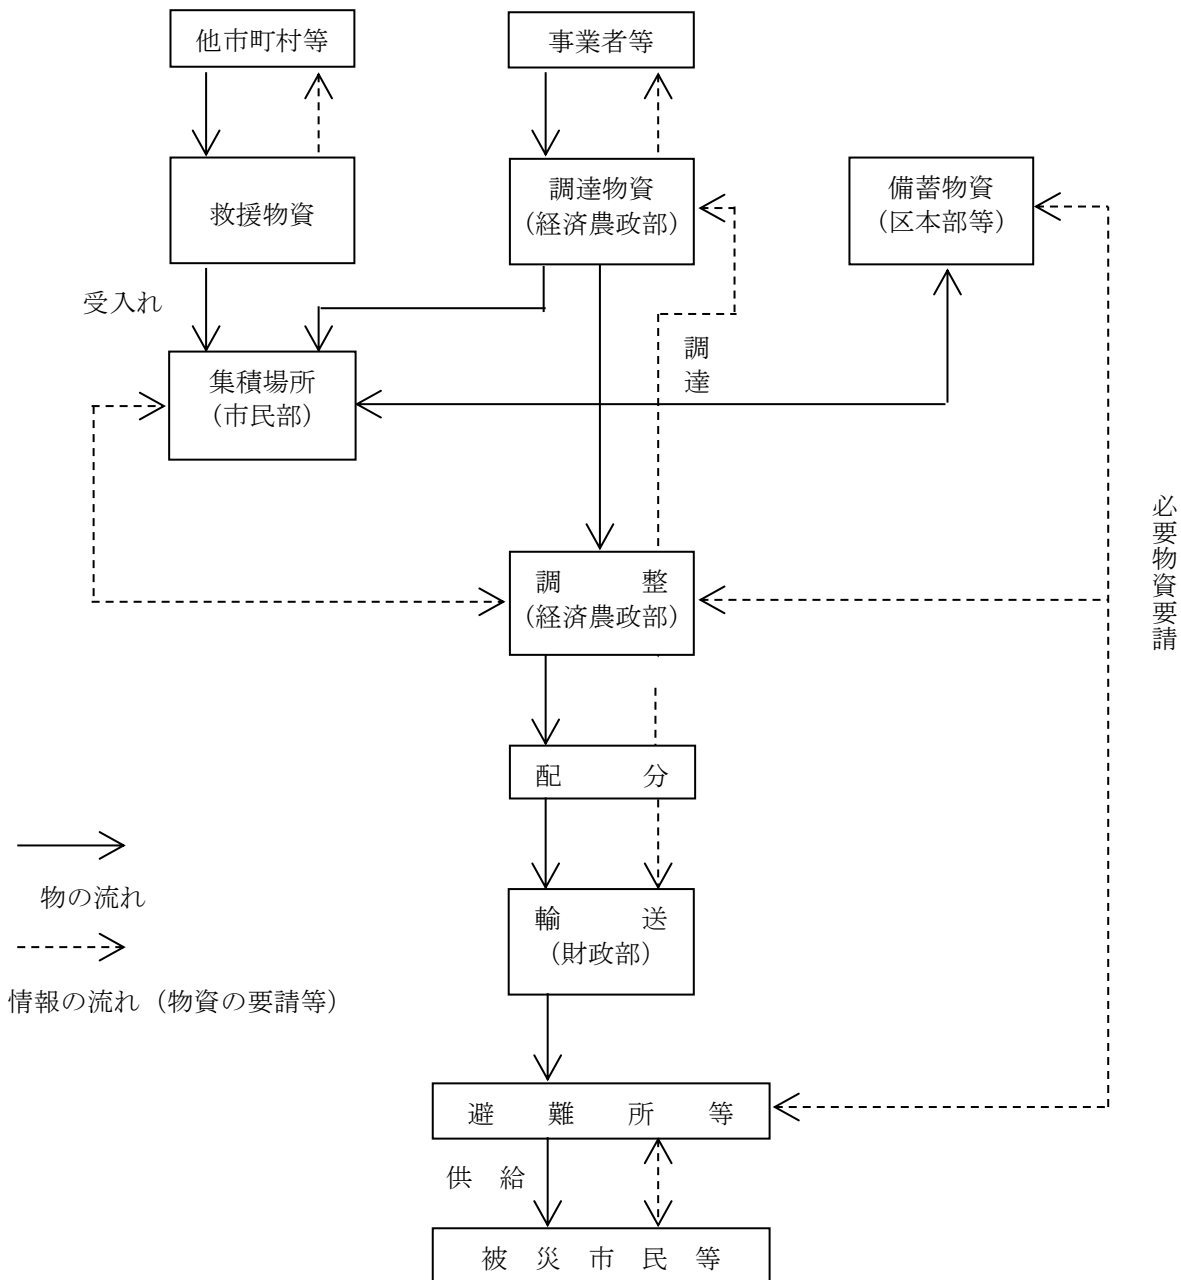 他市町村等
事業者等
救援物資
調達物資
（経済農政部）
備蓄物資
（区本部等）
受入れ
調
達
集積場所
（市民部）
必要物資要請
調　　　整
（経済農政部）
配　　　分
物の流れ
輸　　　送
（財政部）
情報の流れ（物資の要請等）
避　難　所　等
供　給
被　災　市　民　等